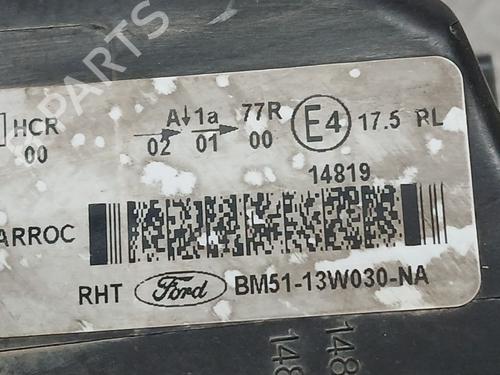 PARTS
HCR
00
A↓ 1a 77R
02 01 00
E4
17.5 PL
14819
ARROC
RHT Ford BM51-13W030-NA
148
148